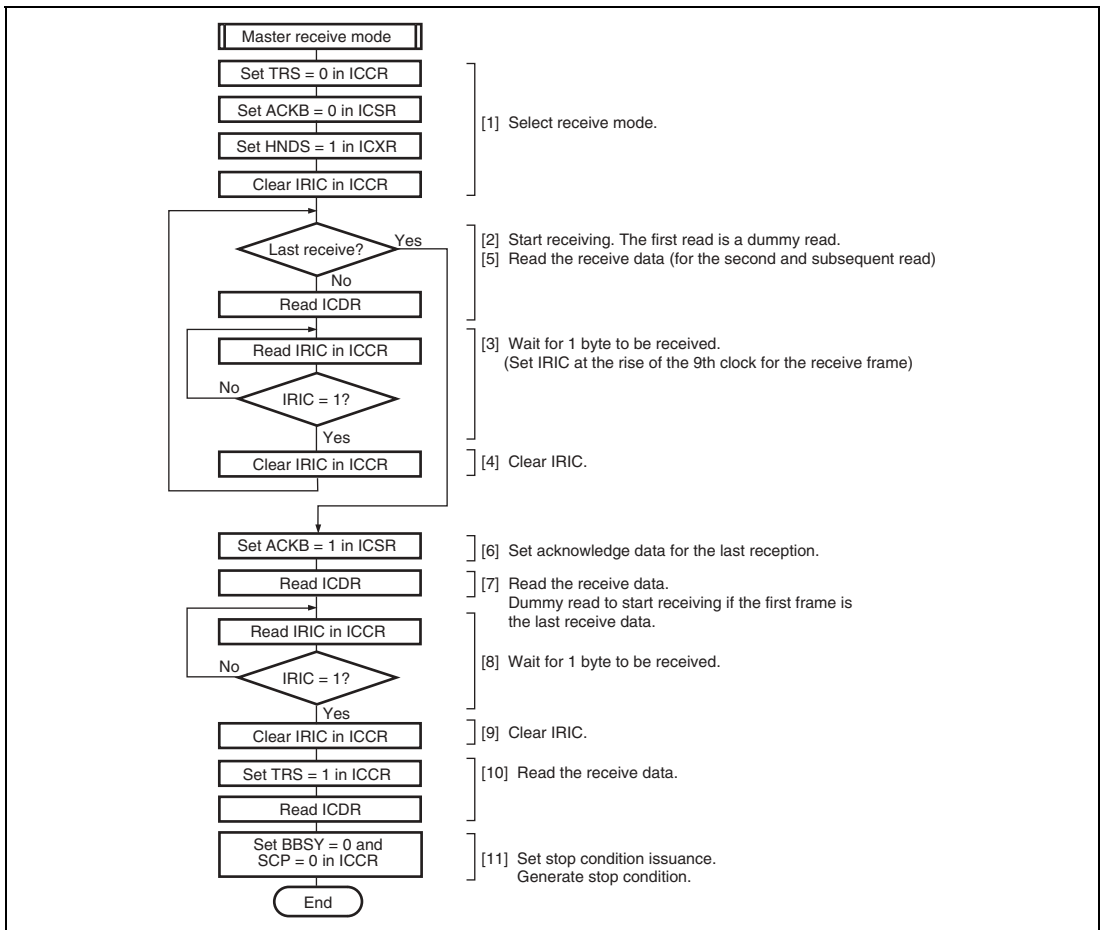 Master receive mode
Set TRS = 0 in ICCR
Set ACKB = 0 in ICSR
[1] Select receive mode.
Set HNDS = 1 in ICXR
Clear IRIC in ICCR
Last receive?
Yes
[2] Start receiving. The first read is a dummy read.
[5] Read the receive data (for the second and subsequent read)
No
Read ICDR
Read IRIC in ICCR
[3] Wait for 1 byte to be received.
(Set IRIC at the rise of the 9th clock for the receive frame)
No
IRIC = 1?
Yes
Clear IRIC in ICCR
[4] Clear IRIC.
Set ACKB = 1 in ICSR
[6] Set acknowledge data for the last reception.
Read ICDR
[7] Read the receive data.
Dummy read to start receiving if the first frame is
the last receive data.
Read IRIC in ICCR
[8] Wait for 1 byte to be received.
No
IRIC = 1?
Yes
Clear IRIC in ICCR
[9] Clear IRIC.
Set TRS = 1 in ICCR
[10] Read the receive data.
Read ICDR
Set BBSY = 0 and
SCP = 0 in ICCR
[11] Set stop condition issuance.
Generate stop condition.
End